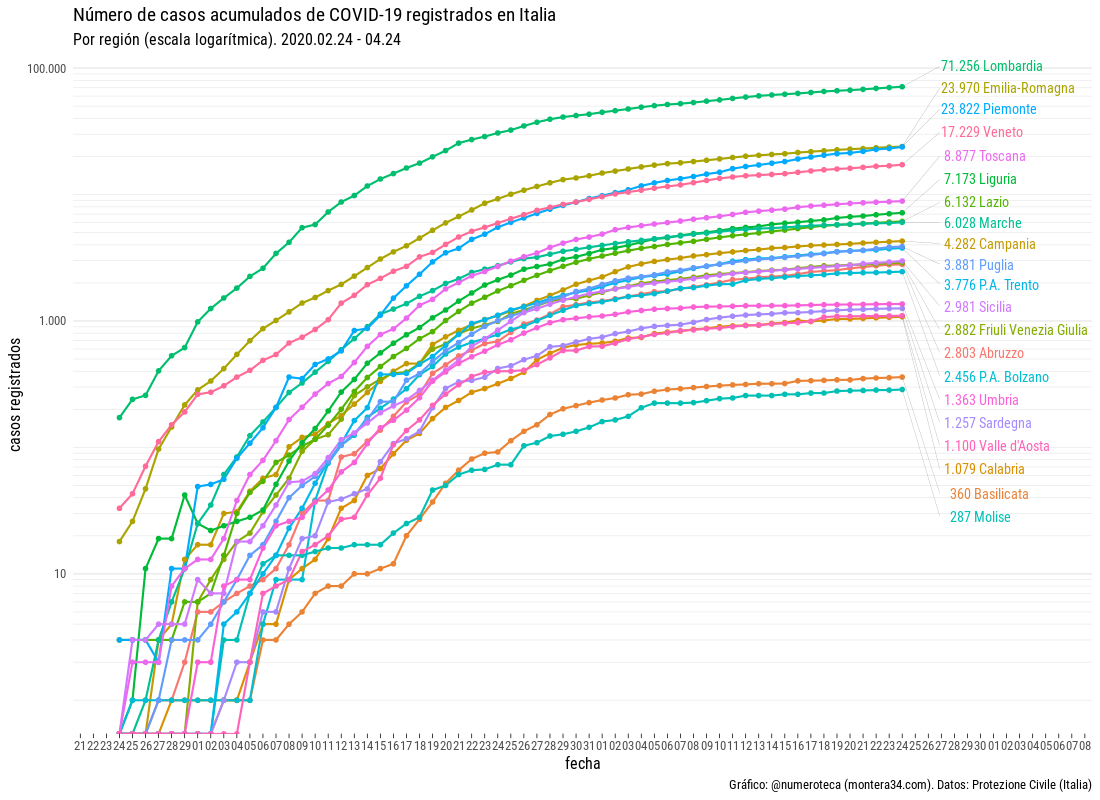 Número de casos acumulados de COVID-19 registrados en Italia
Por región (escala logarítmica). 2020.02.24 - 04.24
100.000
1.000
10
casos registrados
71.256 Lombardia
23.970 Emilia-Romagna
23.822 Piemonte
17.229 Veneto
8.877 Toscana
7.173 Liguria
6.132 Lazio
6.028 Marche
4.282 Campania
3.881 Puglia
3.776 P.A. Trento
2.981 Sicilia
2.882 Friuli Venezia Giulia
2.803 Abruzzo
2.456 P.A. Bolzano
1.363 Umbria
1.257 Sardegna
1.100 Valle d'Aosta
1.079 Calabria
360 Basilicata
287 Molise
21 22 23 24 25 26 27 28 29 01 02 03 04 05 06 07 08 09 10 11 12 13 14 15 16 17 18 19 20 21 22 23 24 25 26 27 28 29 30 31 01 02 03 04 05 06 07 08 09 10 11 12 13 14 15 16 17 18 19 20 21 22 23 24 25 26 27 28 29 30 01 02 03 04 05 06 07 08
fecha
Gráfico: @numeroteca (montera34.com). Datos: Protezione Civile (Italia)